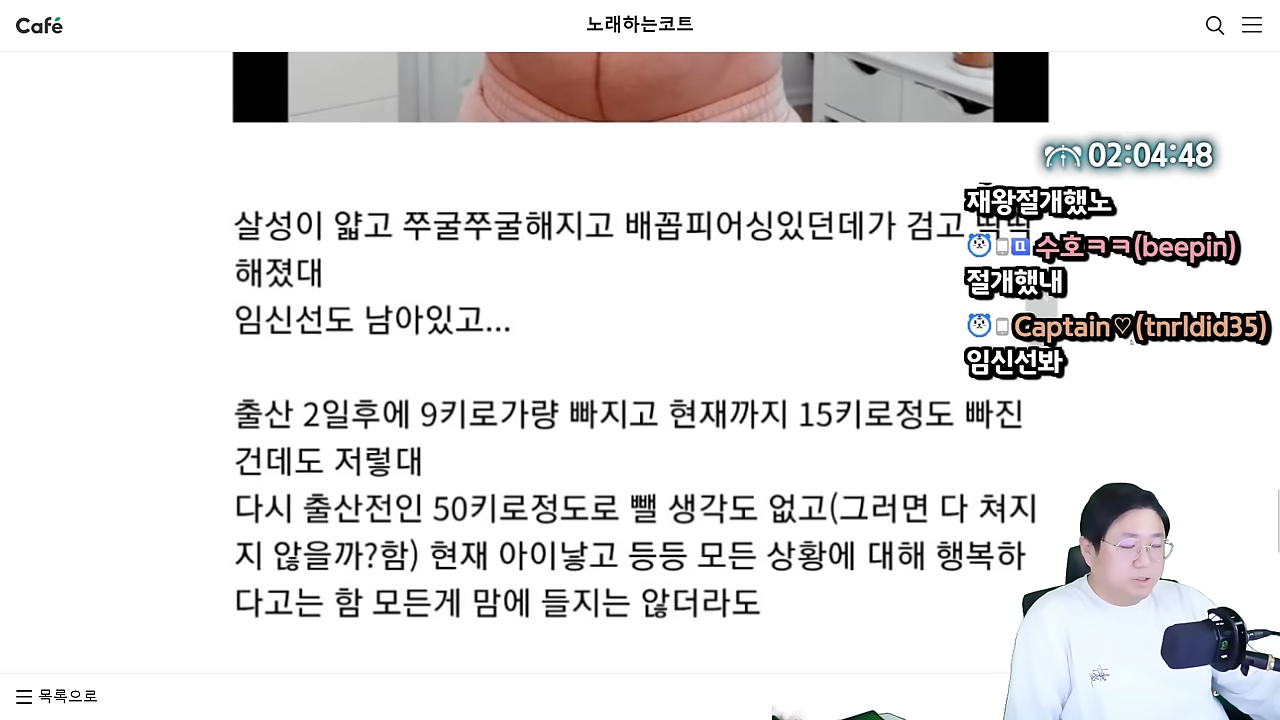 Café
노래하는코트
02:04:48
재왕절개했노
수호ㅋㅋ(beepin)
절개했내
Captain♡(tnrldid35)
임신선봐
살성이 얇고 쭈굴쭈굴해지고 배꼽피어싱있던데가 검고
해졌대
임신선도 남아있고...
출산 2일후에 9키로가량 빠지고 현재까지 15키로정도 빠진
건데도 저렇대
다시 출산전인 50키로정도로 뺄 생각도 없고(그러면 다 쳐지
지 않을까?함) 현재 아이낳고 등등 모든 상황에 대해 행복하
다고는 함 모든게 맘에 들지는 않더라도
목록으로